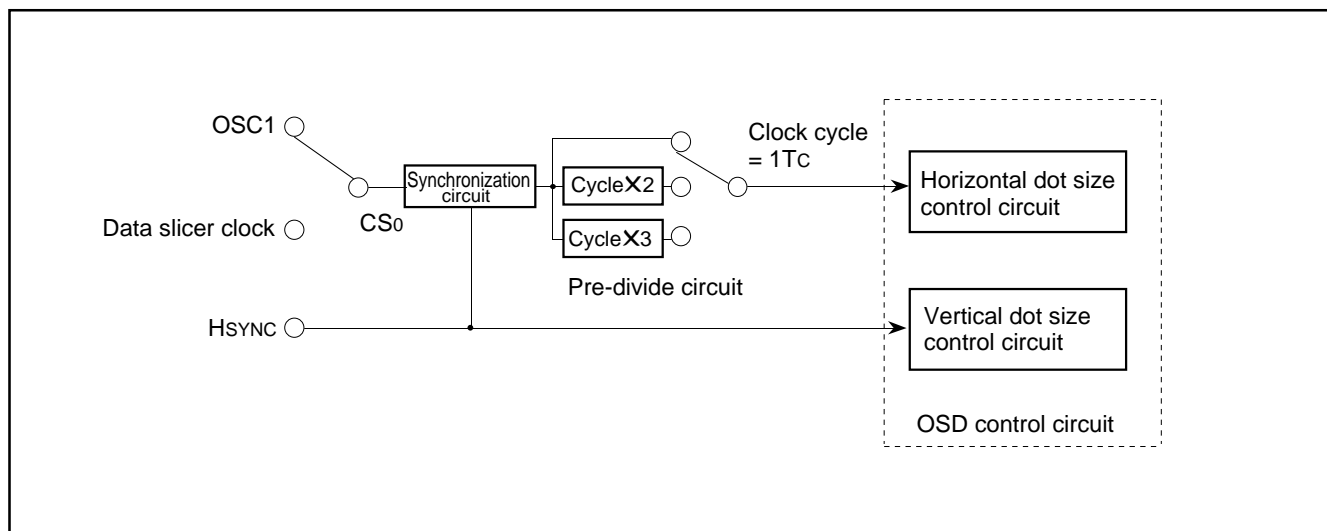 OSC1
Data slicer clock
HSYNC
CS0
Synchronization
circuit
Cycle×2
Cycle×3
Pre-divide circuit
Clock cycle
= 1TC
Horizontal dot size
control circuit
Vertical dot size
control circuit
OSD control circuit